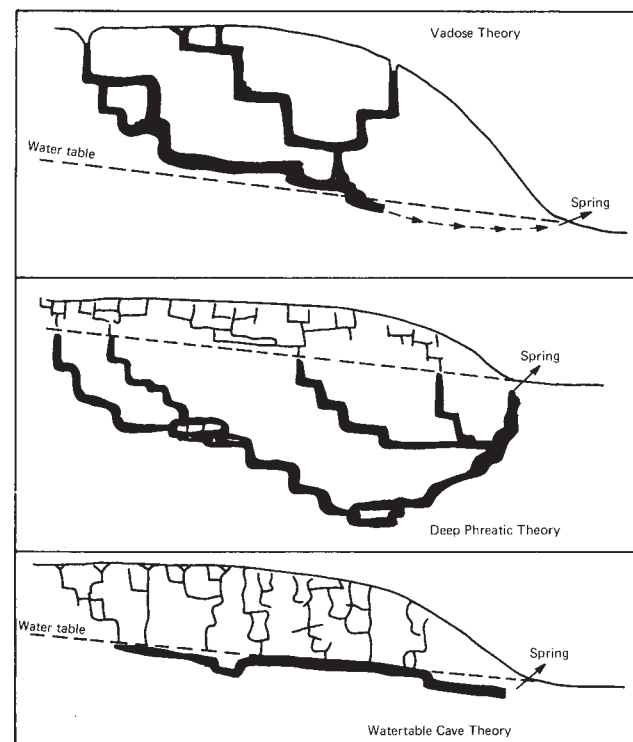 Vadose Theory
Water table
Spring
Spring
Deep Phreatic Theory
Water table
Spring
Watertable Cave Theory